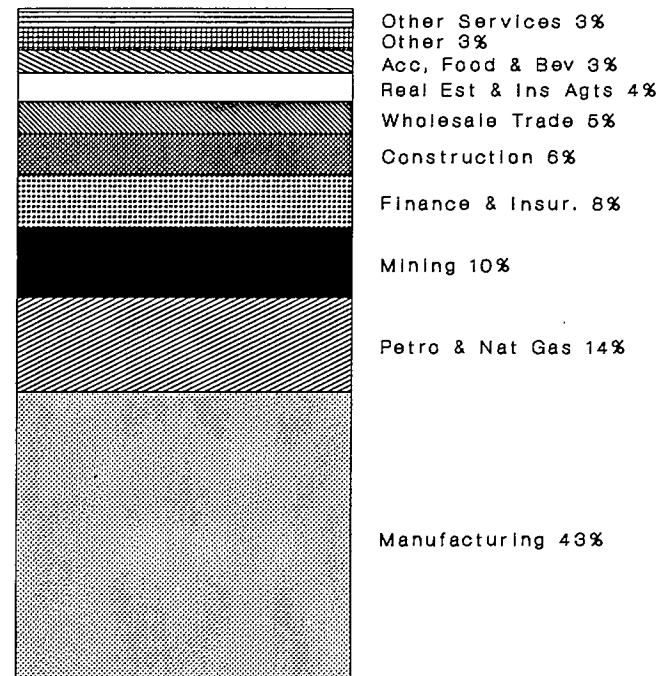 Other Services 3%
Other 3%
Acc, Food & Bev 3%
Real Est & Ins Agts 4%
Wholesale Trade 5%
Construction 6%
Finance & Insur. 8%
Mining 10%
Petro & Nat Gas 14%
Manufacturing 43%